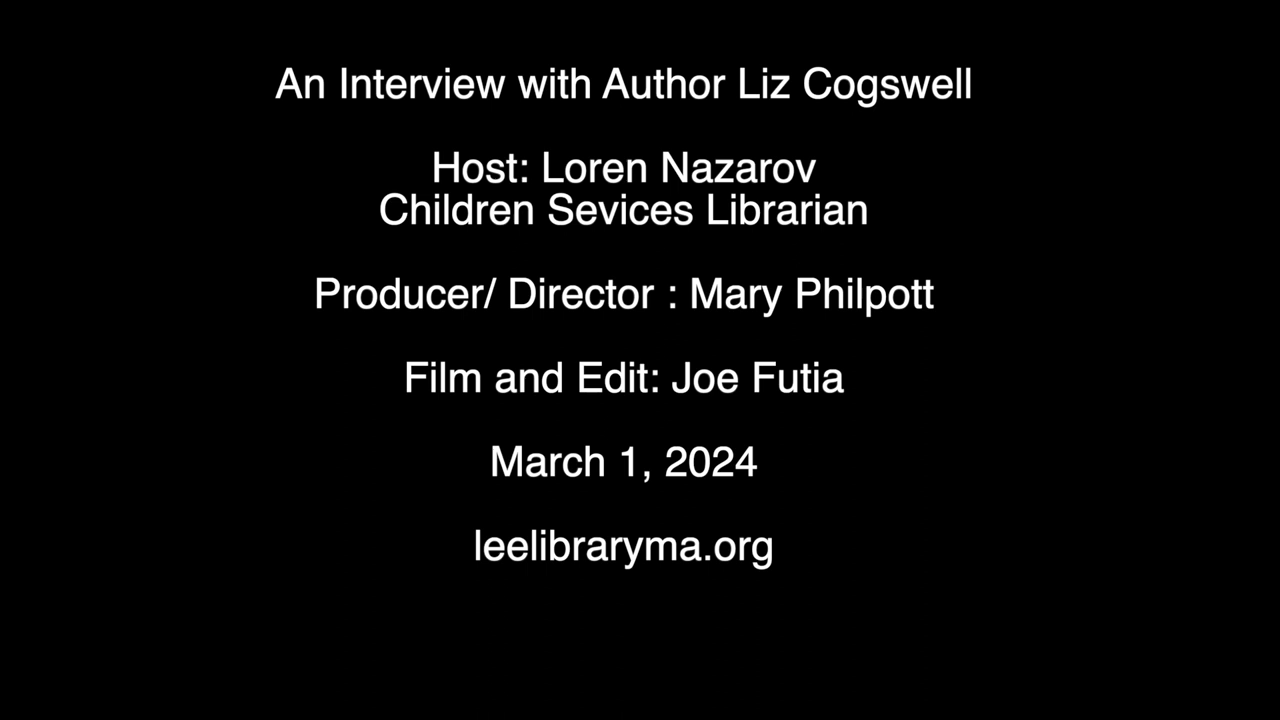 An Interview with Author Liz Cogswell
Host: Loren Nazarov
Children Sevices Librarian
Producer/ Director : Mary Philpott
Film and Edit: Joe Futia
March 1, 2024
leelibraryma.org